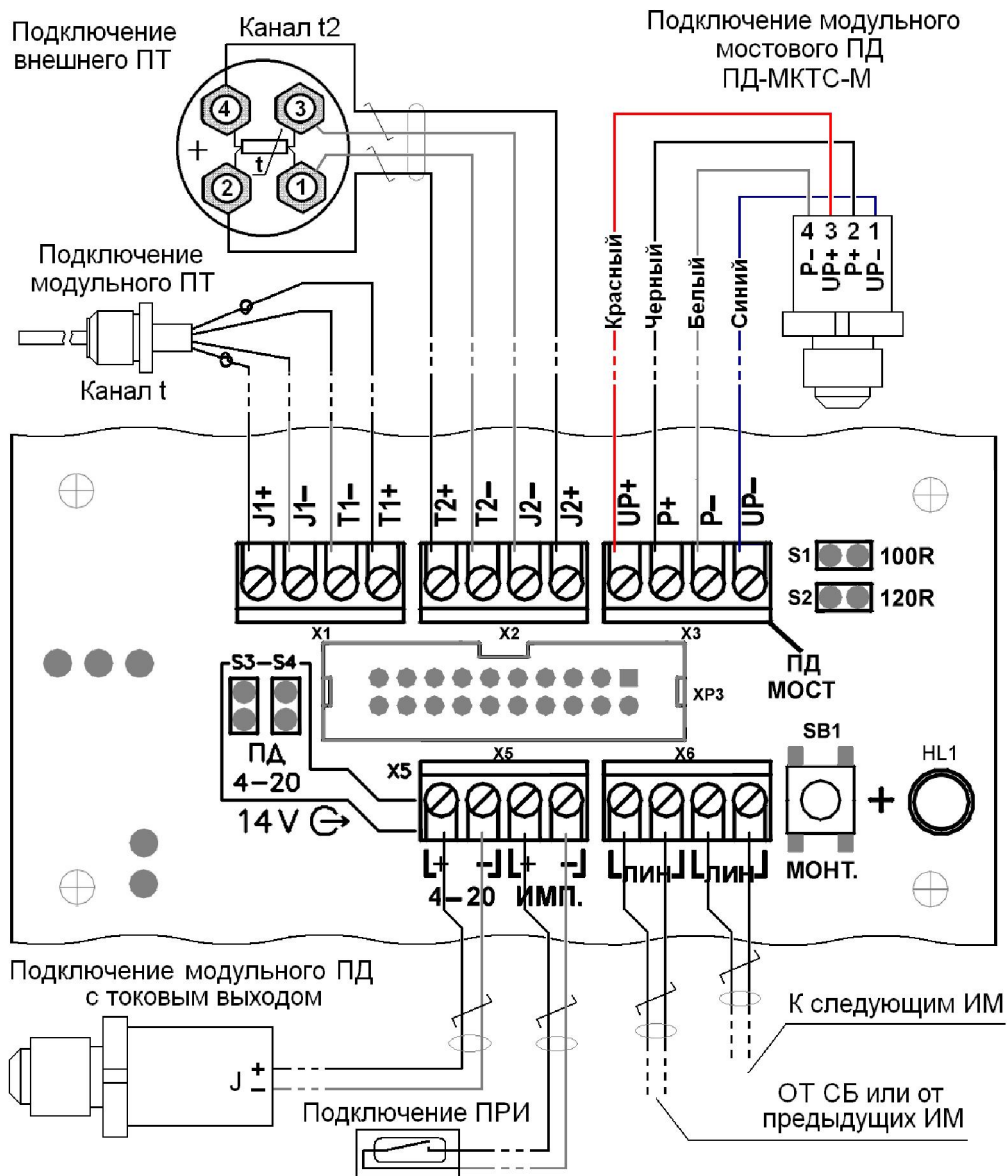 Подключение
внешнего ПТ
Канал t2
Подключение модульного
мостового ПД
ПД-МКТС-М
4
3
t
2
1
Подключение
модульного ПТ
Канал t
Красный
Черный
Белый
Синий
4 3 2 1
P–
UP+
P+
UP–
J1+
J1–
T1–
T1+
T2+
T2–
J2–
J2+
UP+
P+
P–
UP–
S1
100R
S2
120R
X1
X2
X3
ПД
МОСТ
S3
S4
XP3
ПД
4–20
14V
X5
X5
X6
SB1
HL1
+
+ –
4–20
+ –
ИМП.
ЛИН
ЛИН
МОНТ.
Подключение модульного ПД
с токовым выходом
J + –
Подключение ПРИ
К следующим ИМ
ОТ СБ или от
предыдущих ИМ